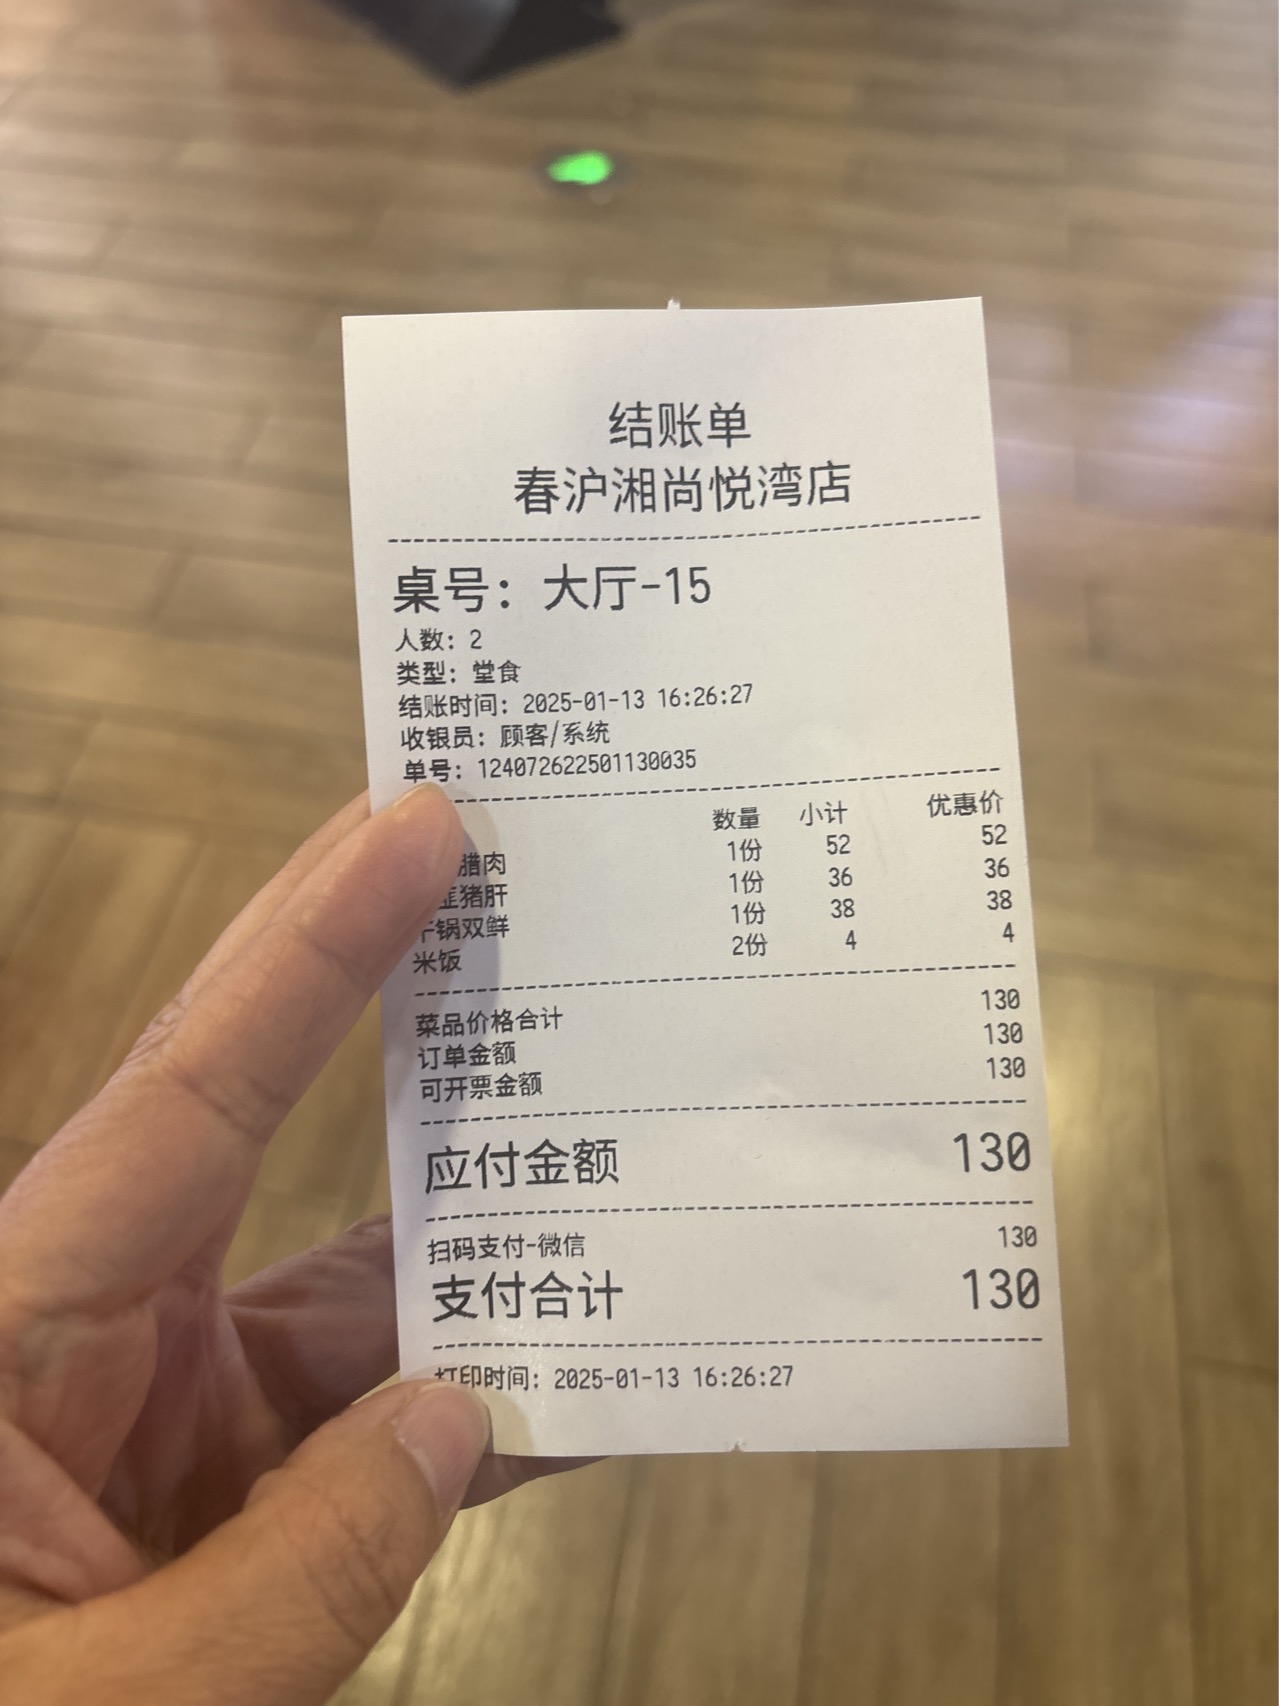 结账单
春沪湘尚悦湾店
桌号：大厅-15
人数：2
类型：堂食
结账时间：2025-01-13 16:26:27
收银员：顾客/系统
单号：124072622501130035
数量 小计 优惠价
腊肉 1份 52 52
韭猪肝 1份 36 36
干锅双鲜 1份 38 38
米饭 2份 4 4
菜品价格合计 130
订单金额 130
可开票金额 130
应付金额 130
扫码支付-微信 130
支付合计 130
打印时间：2025-01-13 16:26:27